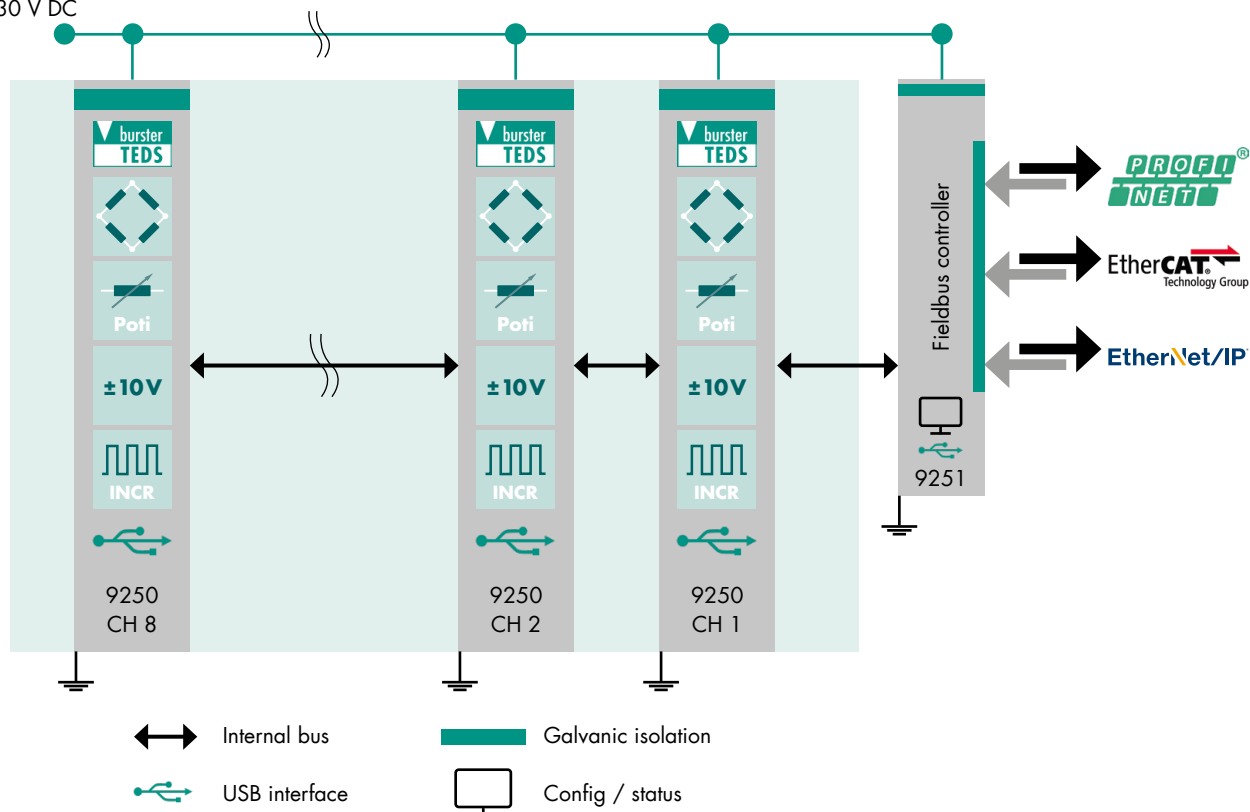 30 V DC
burster
TEDS
Poti
±10V
INCR
9250
CH 8
burster
TEDS
Poti
±10V
INCR
9250
CH 2
burster
TEDS
Poti
±10V
INCR
9250
CH 1
Fieldbus controller
9251
PROFI
NET®
EtherCAT®
Technology Group
EtherNet/IP
Internal bus
Galvanic isolation
USB interface
Config / status